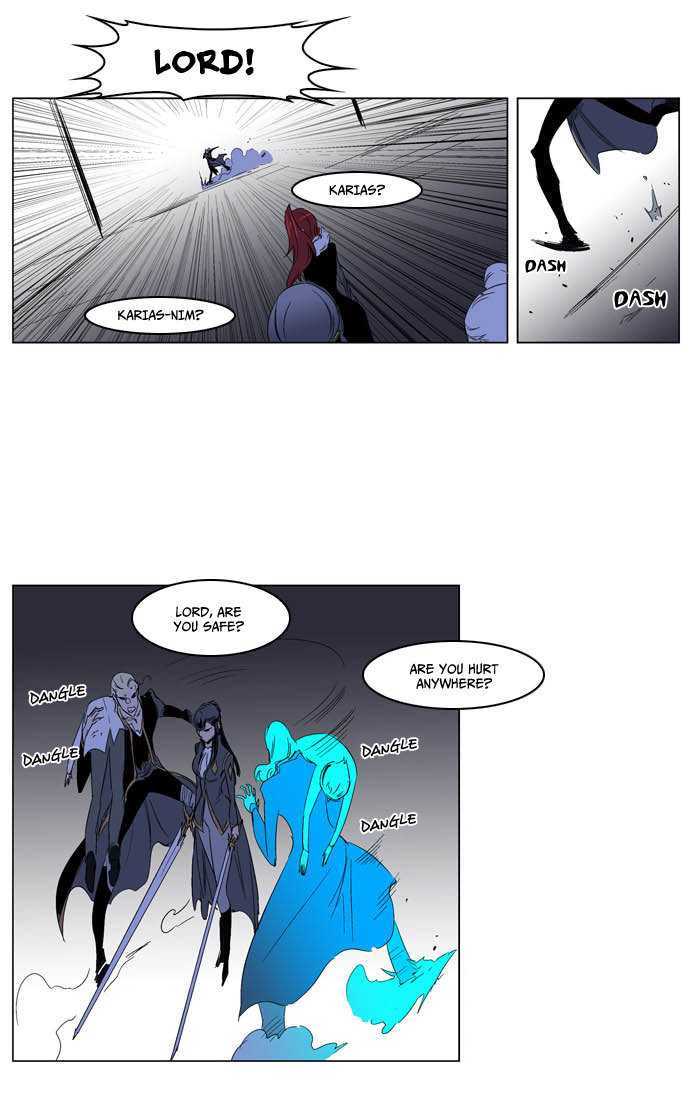 LORD!
KARIAS?
KARIAS-NIM?
DASH
DASH
LORD, ARE
YOU SAFE?
ARE YOU HURT
ANYWHERE?
DANGLE
DANGLE
DANGLE
DANGLE